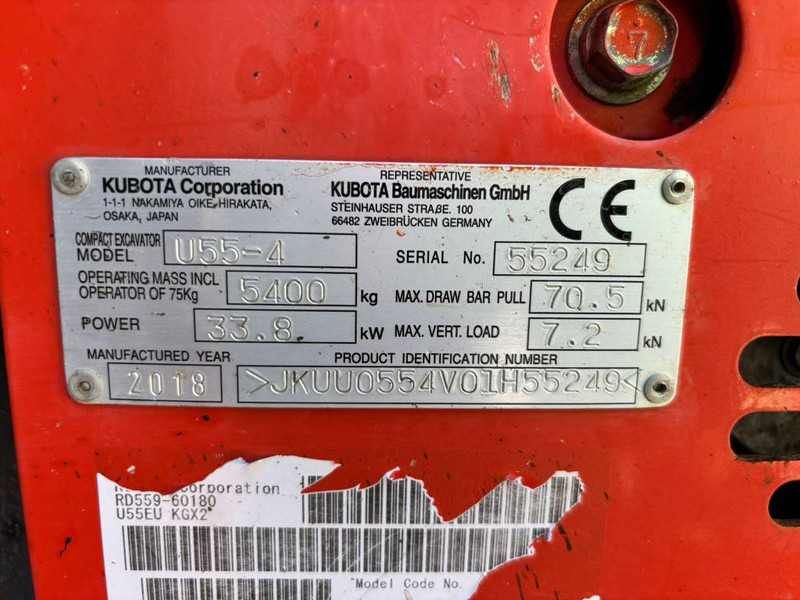 7
MANUFACTURER
KUBOTA Corporation
1-1-1 NAKAMIYA OIKE, HIRAKATA,
OSAKA, JAPAN
REPRESENTATIVE
KUBOTA Baumaschinen GmbH
STEINHAUSER STRAßE. 100
66482 ZWEIBRÜCKEN GERMANY
CE
COMPACT EXCAVATOR
MODEL U55-4
SERIAL No. 55249
OPERATING MASS INCL
OPERATOR OF 75Kg 5400 kg
MAX. DRAW BAR PULL 70.5 kN
POWER 33.8 kW
MAX. VERT. LOAD 7.2 kN
MANUFACTURED YEAR
2018
PRODUCT IDENTIFICATION NUMBER
>JKUU0554V01H55249<
Corporation
RD559-60180
U55EU KGX2*
Model Code No.